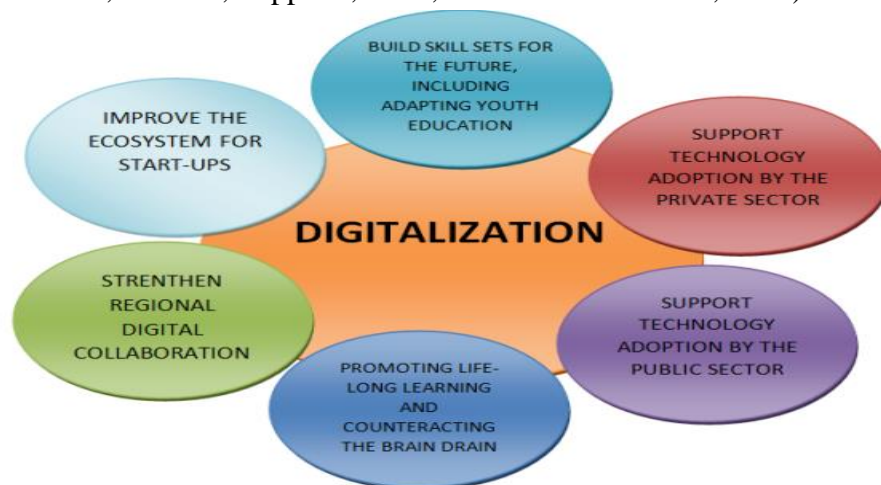 BUILD SKILL SETS FOR
THE FUTURE,
INCLUDING
ADAPTING YOUTH
EDUCATION
IMPROVE THE
ECOSYSTEM FOR
START-UPS
SUPPORT
TECHNOLOGY
ADOPTION BY THE
PRIVATE SECTOR
DIGITALIZATION
STRENTHEN
REGIONAL
DIGITAL
COLLABORATION
SUPPORT
TECHNOLOGY
ADOPTION BY THE
PUBLIC SECTOR
PROMOTING LIFE-
LONG LEARNING
AND
COUNTERACTING
THE BRAIN DRAIN